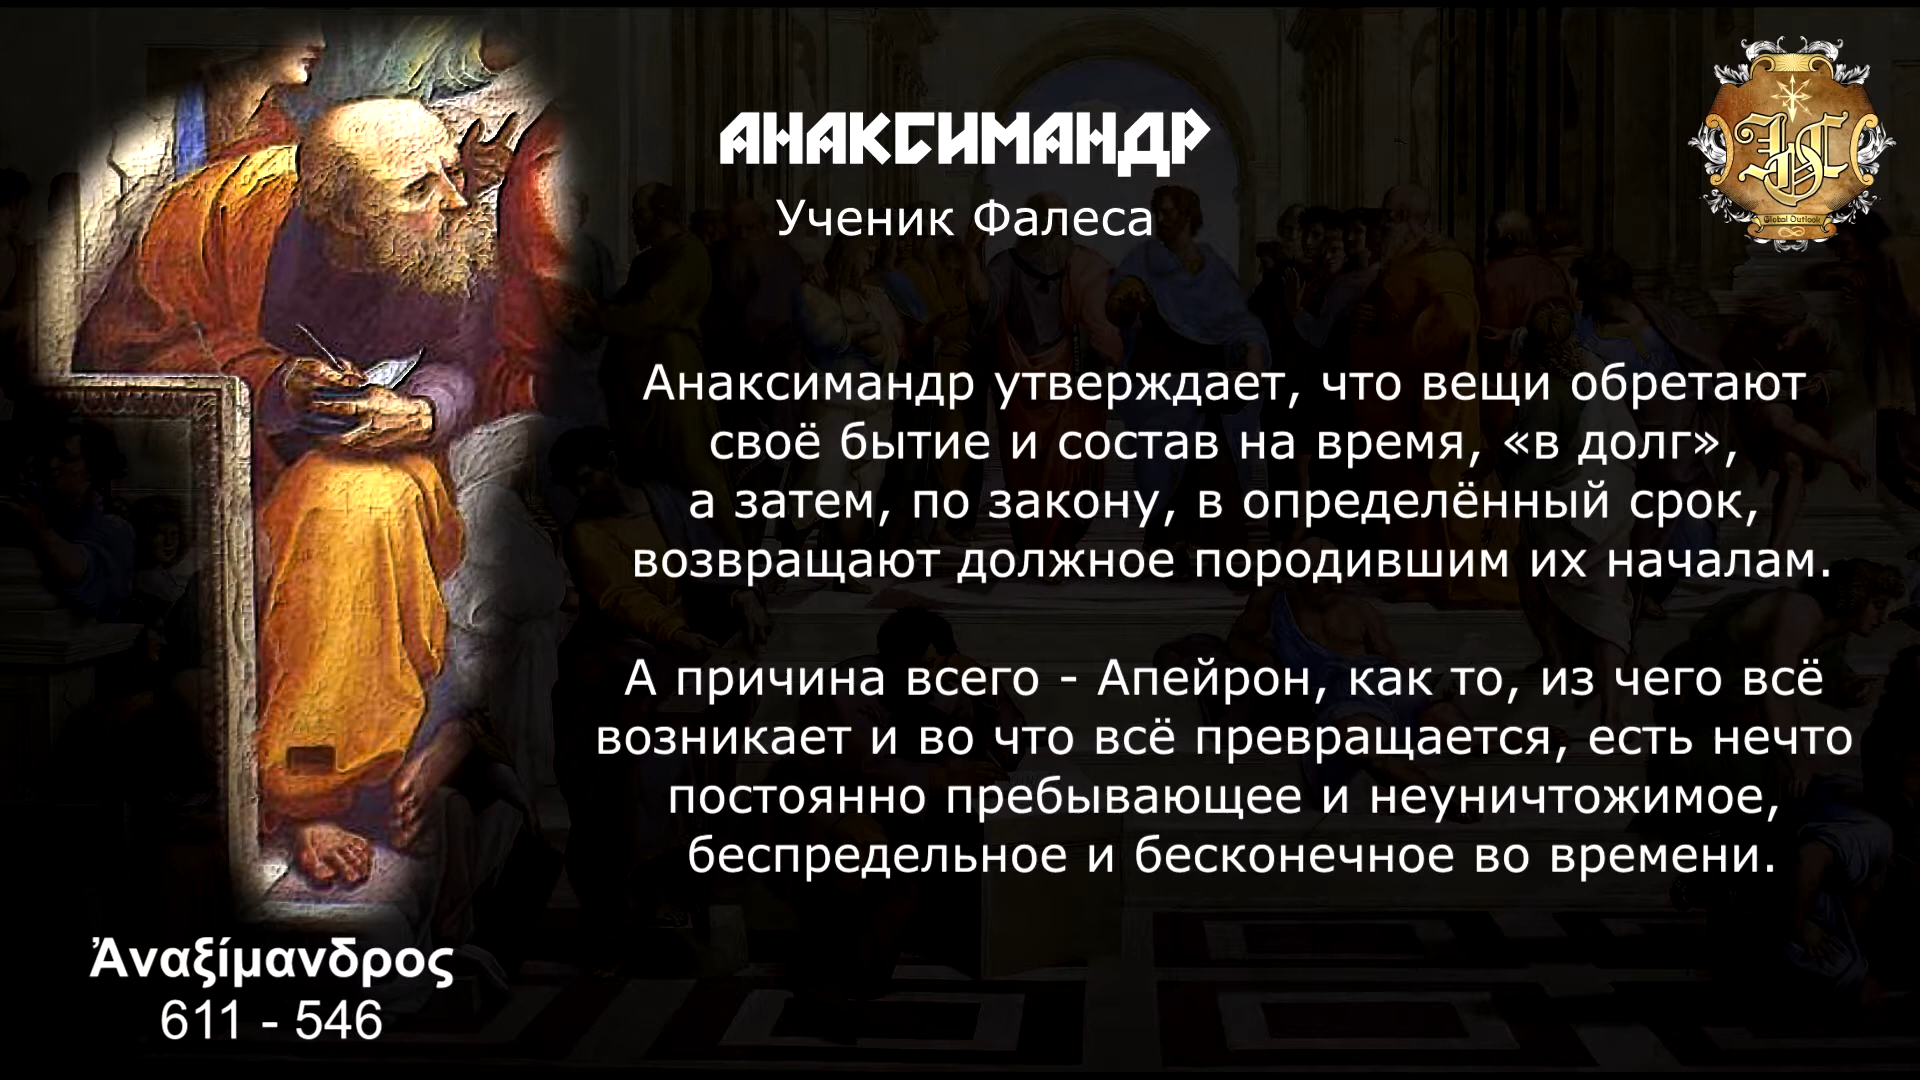 АНАКСИМАНДР
Ученик Фалеса
Анаксимандр утверждает, что вещи обретают
своё бытие и состав на время, «в долг»,
а затем, по закону, в определённый срок,
возвращают должное породившим их началам.
А причина всего - Апейрон, как то, из чего всё
возникает и во что всё превращается, есть нечто
постоянно пребывающее и неуничтожимое,
беспредельное и бесконечное во времени.
Ἀναξίμανδρος
611 - 546
Global Outlook